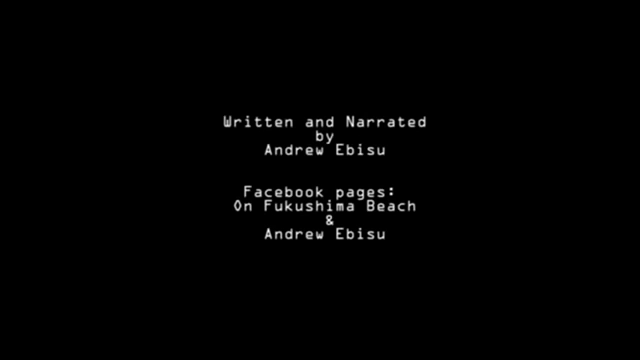 Written and Narrated
by
Andrew Ebisu
Facebook pages:
On Fukushima Beach
&
Andrew Ebisu